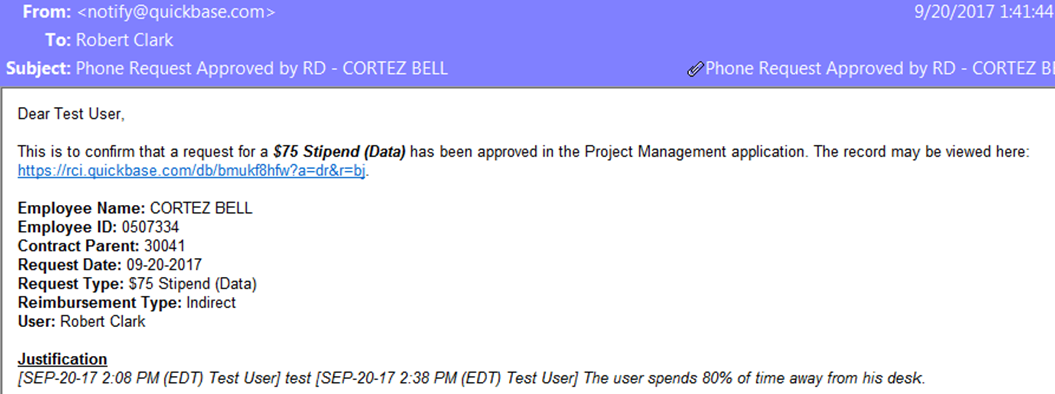 From: <notify@quickbase.com> 9/20/2017 1:41:44
To: Robert Clark
Subject: Phone Request Approved by RD - CORTEZ BELL Phone Request Approved by RD - CORTEZ
Dear Test User,
This is to confirm that a request for a $75 Stipend (Data) has been approved in the Project Management application. The record may be viewed here:
https://rci.quickbase.com/db/bmukf8hfw?a=dr&r=bj.
Employee Name: CORTEZ BELL
Employee ID: 0507334
Contract Parent: 30041
Request Date: 09-20-2017
Request Type: $75 Stipend (Data)
Reimbursement Type: Indirect
User: Robert Clark
Justification
[SEP-20-17 2:08 PM (EDT) Test User] test [SEP-20-17 2:38 PM (EDT) Test User] The user spends 80% of time away from his desk.